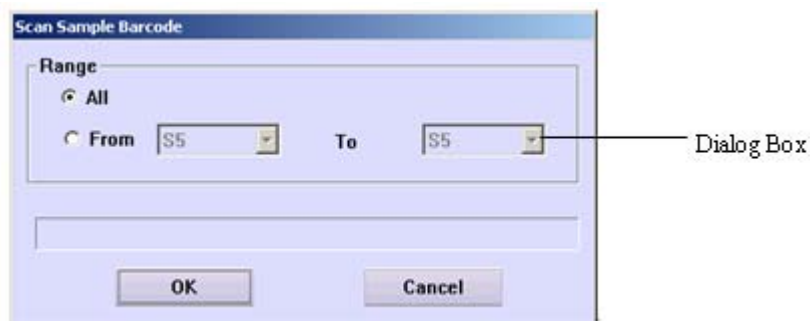 Scan Sample Barcode
Range
All
From S5 To S5
Dialog Box
OK Cancel